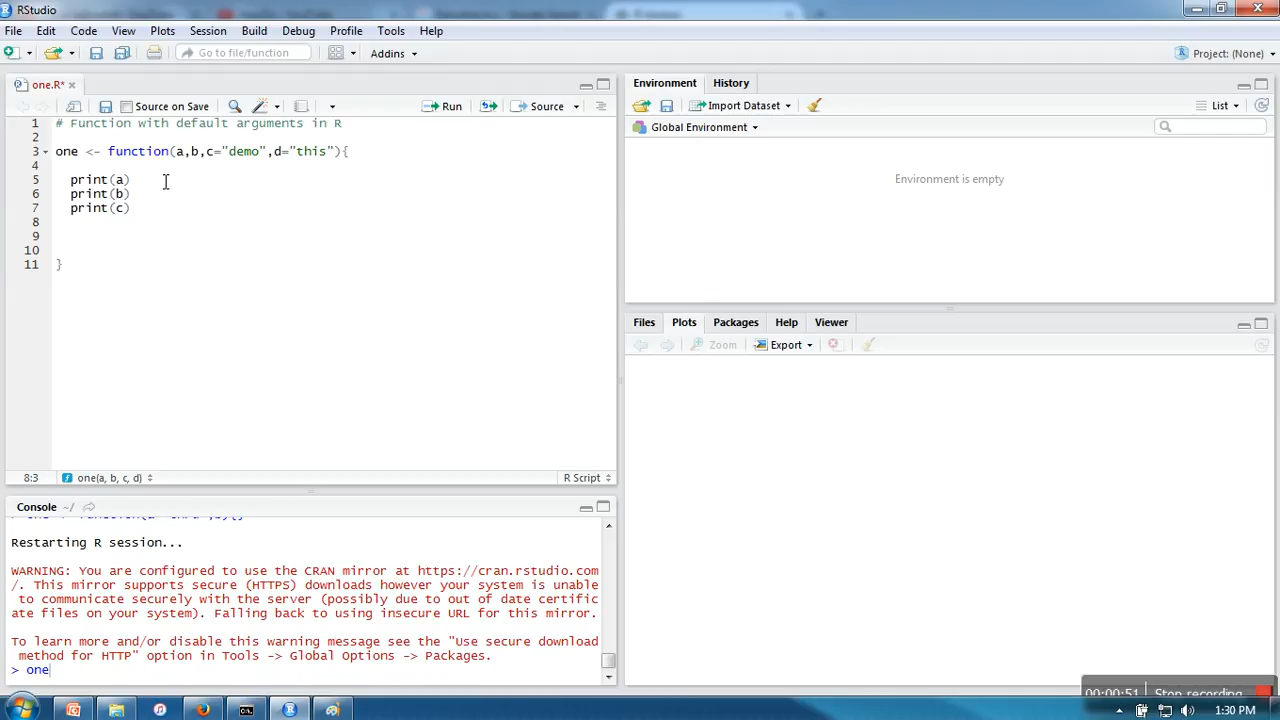 RStudio
File Edit Code View Plots Session Build Debug Profile Tools Help
Go to file/function Addins Project: (None)
one.R*
Source on Save Run Source
1 # Function with default arguments in R
2
3 one <- function(a,b,c="demo",d="this"){
4
5 print(a)
6 print(b)
7 print(c)
8
9
10
11 }
8:3 one(a, b, c, d) R Script
Console ~/
Restarting R session...
WARNING: You are configured to use the CRAN mirror at https://cran.rstudio.com
/. This mirror supports secure (HTTPS) downloads however your system is unable
to communicate securely with the server (possibly due to out of date certific
ate files on your system). Falling back to using insecure URL for this mirror.
To learn more and/or disable this warning message see the "Use secure download
method for HTTP" option in Tools -> Global Options -> Packages.
> one
Environment History
Import Dataset List
Global Environment
Environment is empty
Files Plots Packages Help Viewer
Zoom Export
00:00:51 Stop recording
1:30 PM